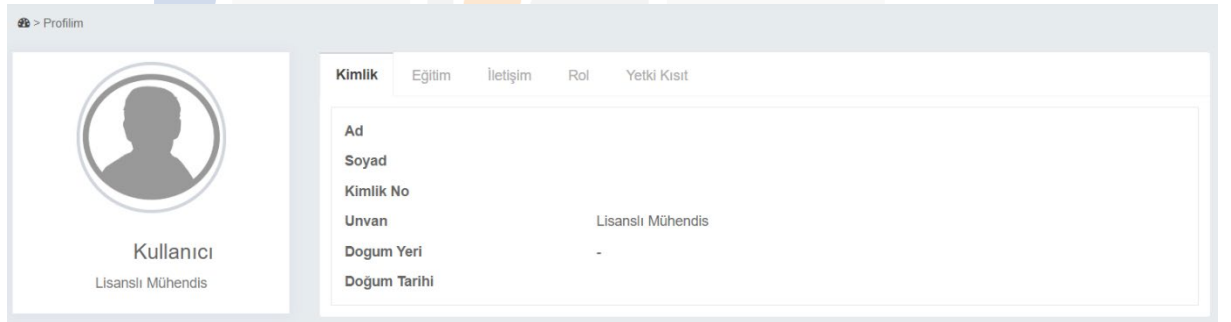 > Profilim
Kullanıcı
Lisanslı Mühendis
Kimlik Eğitim İletişim Rol Yetki Kısıt
Ad
Soyad
Kimlik No
Unvan Lisanslı Mühendis
Dogum Yeri -
Doğum Tarihi